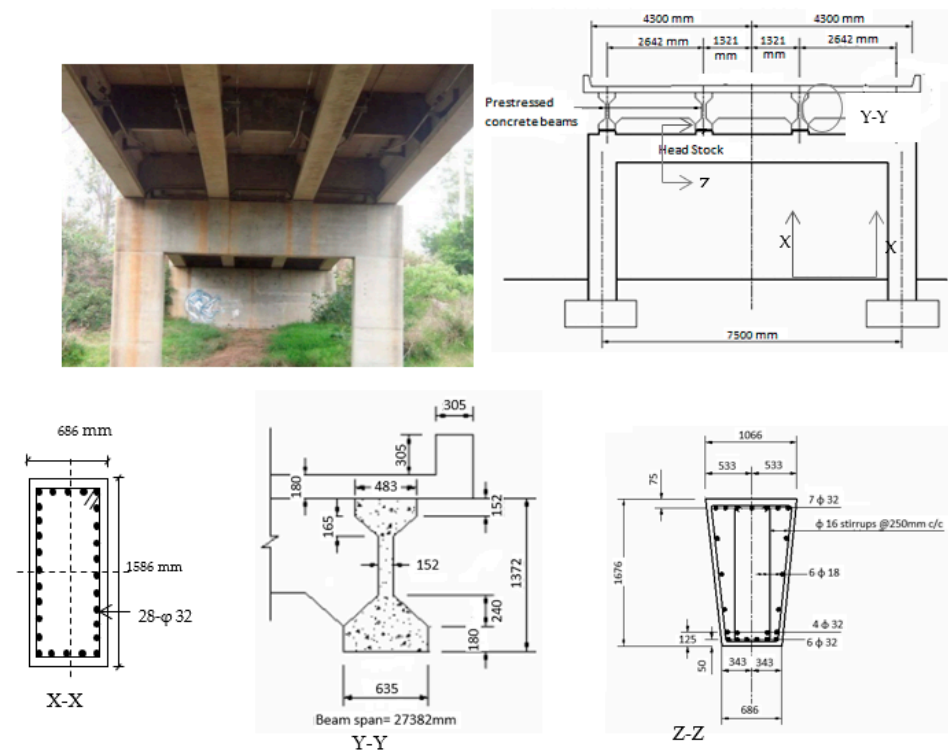 4300 mm
4300 mm
2642 mm
1321
mm
1321
mm
2642 mm
Prestressed
concrete beams
Y-Y
Head Stock
7
X
X
7500 mm
686 mm
1586 mm
28-φ 32
X-X
305
305
180
483
152
165
152
1372
240
180
635
Beam span= 27382mm
Y-Y
1066
533
533
75
7 ϕ 32
ϕ 16 stirrups @250mm c/c
1676
6 ϕ 18
4 ϕ 32
125
6 ϕ 32
50
343
343
686
Z-Z